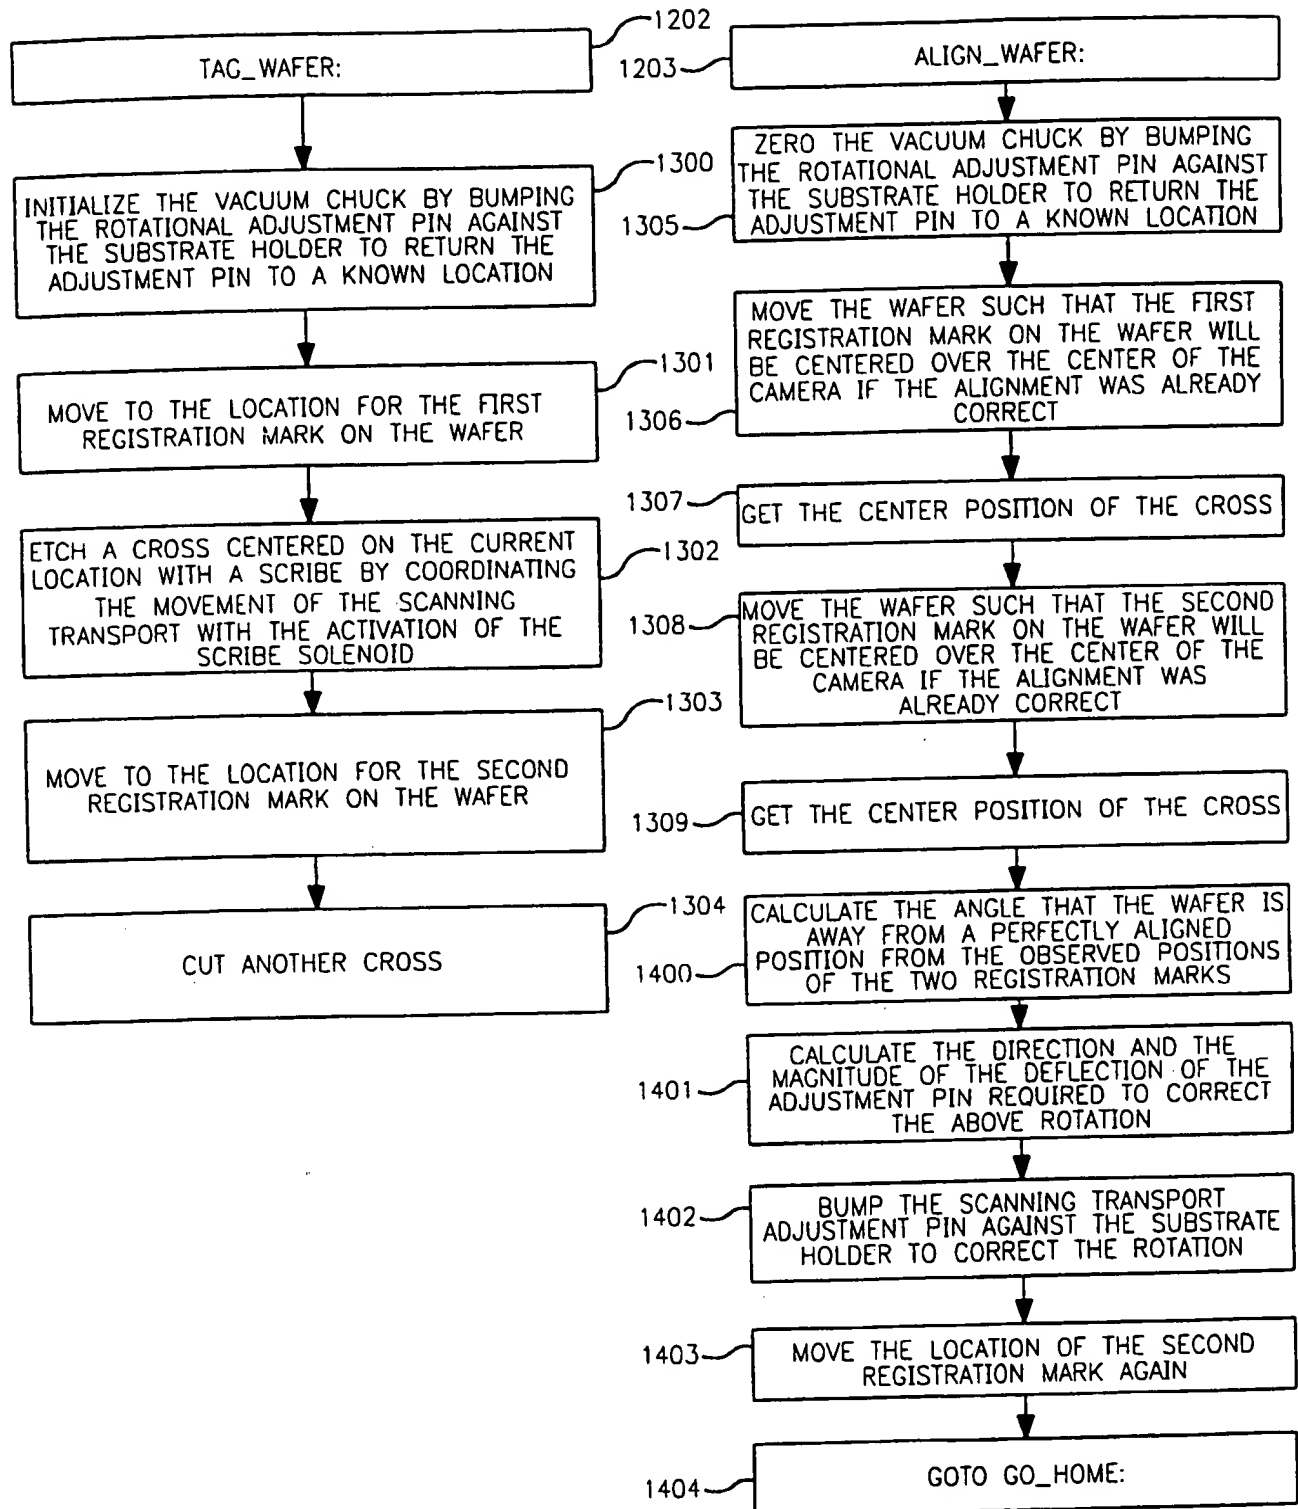 1202
TAG_WAFER:
1300
INITIALIZE THE VACUUM CHUCK BY BUMPING
THE ROTATIONAL ADJUSTMENT PIN AGAINST
THE SUBSTRATE HOLDER TO RETURN THE
ADJUSTMENT PIN TO A KNOWN LOCATION
1301
MOVE TO THE LOCATION FOR THE FIRST
REGISTRATION MARK ON THE WAFER
1302
ETCH A CROSS CENTERED ON THE CURRENT
LOCATION WITH A SCRIBE BY COORDINATING
THE MOVEMENT OF THE SCANNING
TRANSPORT WITH THE ACTIVATION OF THE
SCRIBE SOLENOID
1303
MOVE TO THE LOCATION FOR THE SECOND
REGISTRATION MARK ON THE WAFER
1304
CUT ANOTHER CROSS
1203
ALIGN_WAFER:
1305
ZERO THE VACUUM CHUCK BY BUMPING
THE ROTATIONAL ADJUSTMENT PIN AGAINST
THE SUBSTRATE HOLDER TO RETURN THE
ADJUSTMENT PIN TO A KNOWN LOCATION
1306
MOVE THE WAFER SUCH THAT THE FIRST
REGISTRATION MARK ON THE WAFER WILL
BE CENTERED OVER THE CENTER OF THE
CAMERA IF THE ALIGNMENT WAS ALREADY
CORRECT
1307
GET THE CENTER POSITION OF THE CROSS
1308
MOVE THE WAFER SUCH THAT THE SECOND
REGISTRATION MARK ON THE WAFER WILL
BE CENTERED OVER THE CENTER OF THE
CAMERA IF THE ALIGNMENT WAS
ALREADY CORRECT
1309
GET THE CENTER POSITION OF THE CROSS
1400
CALCULATE THE ANGLE THAT THE WAFER IS
AWAY FROM A PERFECTLY ALIGNED
POSITION FROM THE OBSERVED POSITIONS
OF THE TWO REGISTRATION MARKS
1401
CALCULATE THE DIRECTION AND THE
MAGNITUDE OF THE DEFLECTION OF THE
ADJUSTMENT PIN REQUIRED TO CORRECT
THE ABOVE ROTATION
1402
BUMP THE SCANNING TRANSPORT
ADJUSTMENT PIN AGAINST THE SUBSTRATE
HOLDER TO CORRECT THE ROTATION
1403
MOVE THE LOCATION OF THE SECOND
REGISTRATION MARK AGAIN
1404
GOTO GO_HOME: